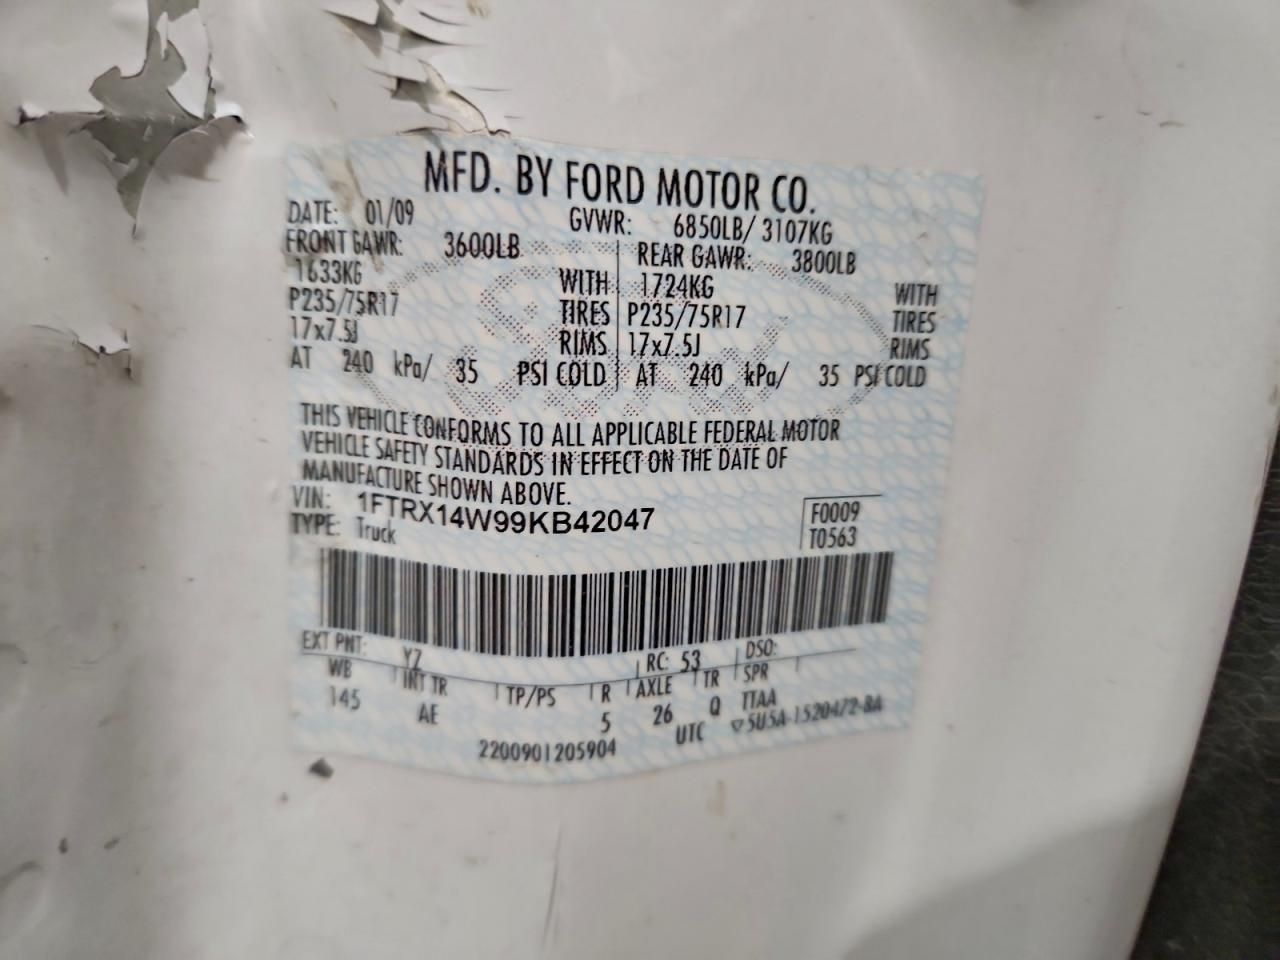 MFD. BY FORD MOTOR CO.
DATE: 01/09 GVWR: 6850LB/ 3107KG
FRONT GAWR: 3600LB REAR GAWR: 3800LB
1633KG WITH 1724KG WITH
P235/75R17 TIRES P235/75R17 TIRES
17x7.5J RIMS 17x7.5J RIMS
AT 240 kPa/ 35 PSI COLD AT 240 kPa/ 35 PSI COLD
THIS VEHICLE CONFORMS TO ALL APPLICABLE FEDERAL MOTOR
VEHICLE SAFETY STANDARDS IN EFFECT ON THE DATE OF
MANUFACTURE SHOWN ABOVE.
VIN: 1FTRX14W99KB42047 F0009
TYPE: Truck T0563
EXT PNT: YZ RC: 53 DSO:
WB INT TR TP/PS R AXLE TR SPR
145 AE 5 26 Q TTAA
2200901205904 UTC ▽5U5A-1520472-BA